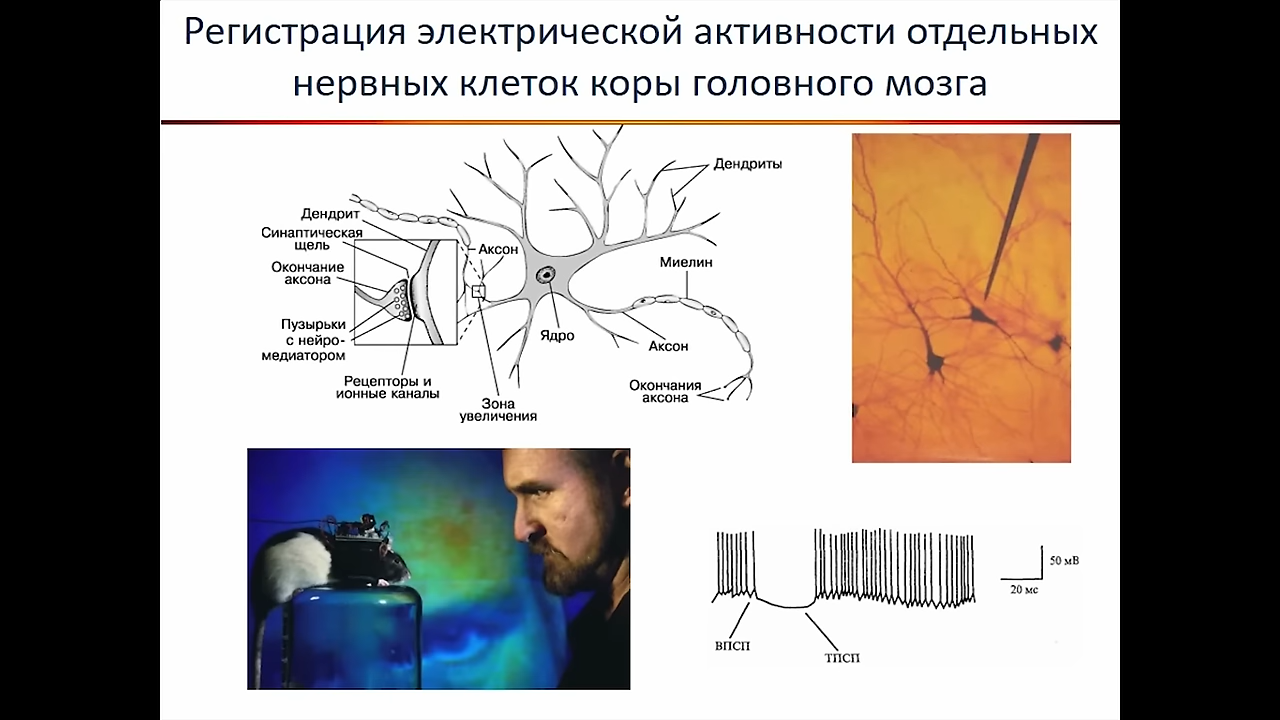 Регистрация электрической активности отдельных
нервных клеток коры головного мозга
Дендриты
Дендрит
Синаптическая
щель
Аксон
Окончание
аксона
Миелин
Пузырьки
с нейро-
медиатором
Ядро
Аксон
Рецепторы и
ионные каналы
Окончания
аксона
Зона
увеличения
50 мВ
20 мс
ВПСП
ТПСП